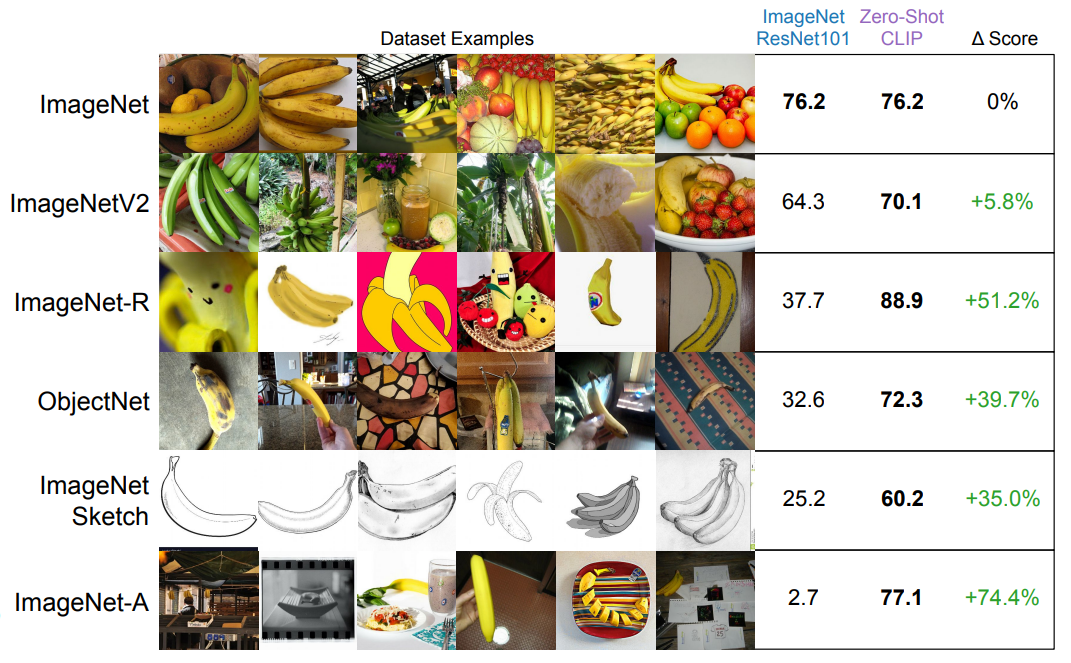 Dataset Examples
ImageNet
ResNet101
Zero-Shot
CLIP
Δ Score
ImageNet
76.2
76.2
0%
ImageNetV2
64.3
70.1
+5.8%
ImageNet-R
37.7
88.9
+51.2%
ObjectNet
32.6
72.3
+39.7%
ImageNet
Sketch
25.2
60.2
+35.0%
ImageNet-A
2.7
77.1
+74.4%